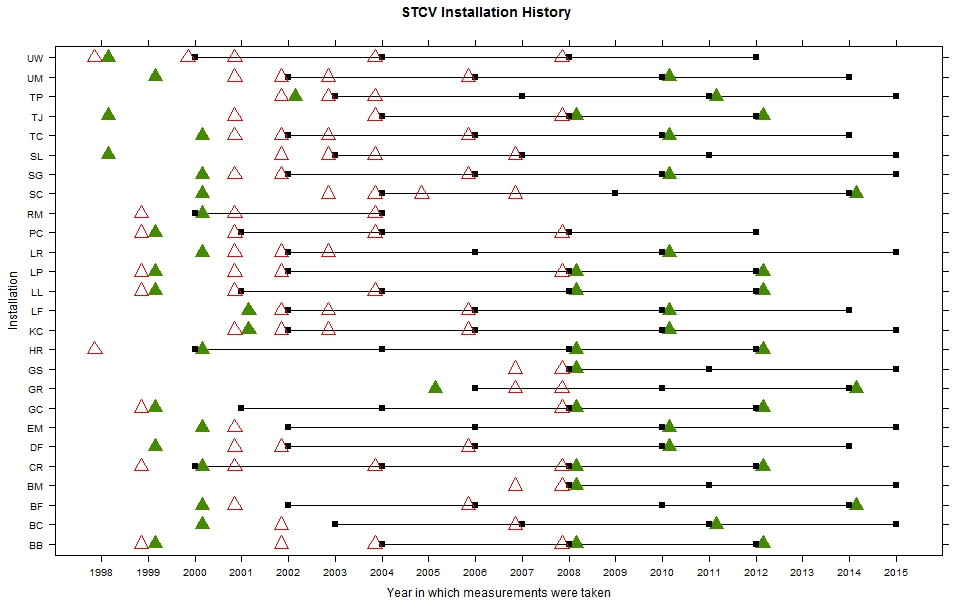 STCV Installation History
Installation
UW
UM
TP
TJ
TC
SL
SG
SC
RM
PC
LR
LP
LL
LF
KC
HR
GS
GR
GC
EM
DF
CR
BM
BF
BC
BB
1998 1999 2000 2001 2002 2003 2004 2005 2006 2007 2008 2009 2010 2011 2012 2013 2014 2015
Year in which measurements were taken